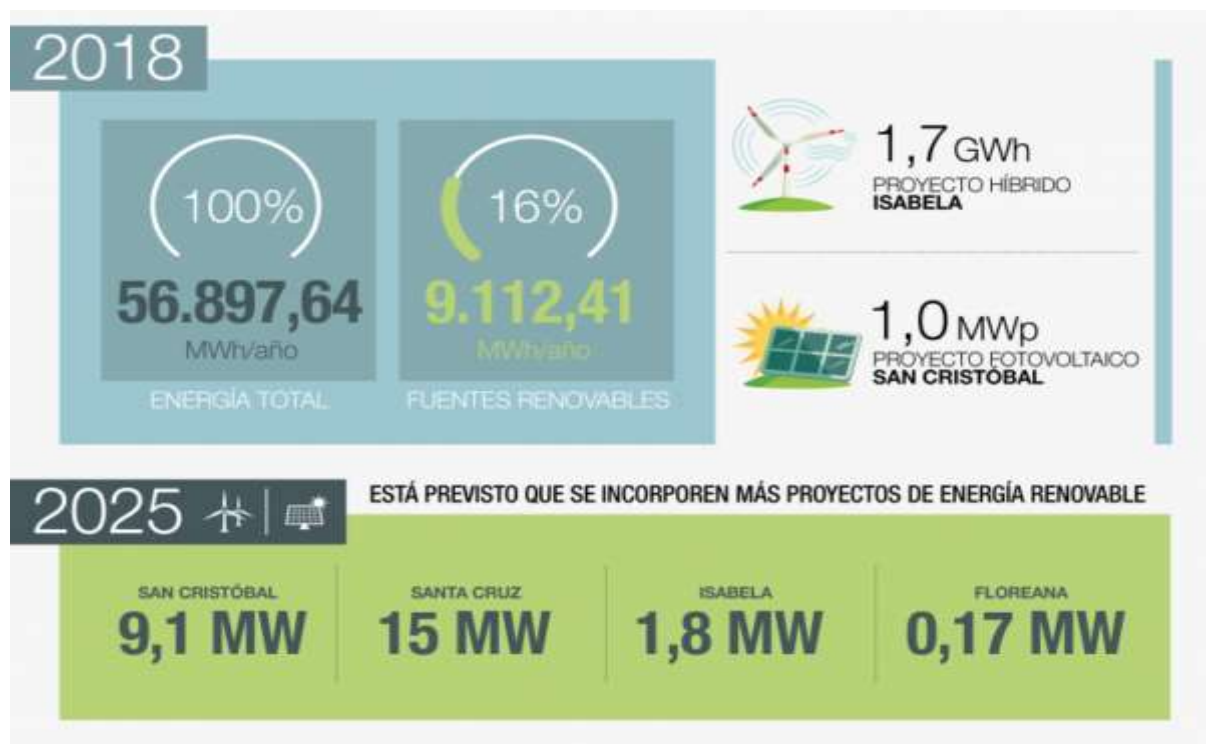 2018
100%
56.897,64
MWh/año
ENERGÍA TOTAL
16%
9.112,41
MWh/año
FUENTES RENOVABLES
1,7 GWh
PROYECTO HÍBRIDO
ISABELA
1,0 MWp
PROYECTO FOTOVOLTAICO
SAN CRISTÓBAL
2025
ESTÁ PREVISTO QUE SE INCORPOREN MÁS PROYECTOS DE ENERGÍA RENOVABLE
SAN CRISTÓBAL
9,1 MW
SANTA CRUZ
15 MW
ISABELA
1,8 MW
FLOREANA
0,17 MW